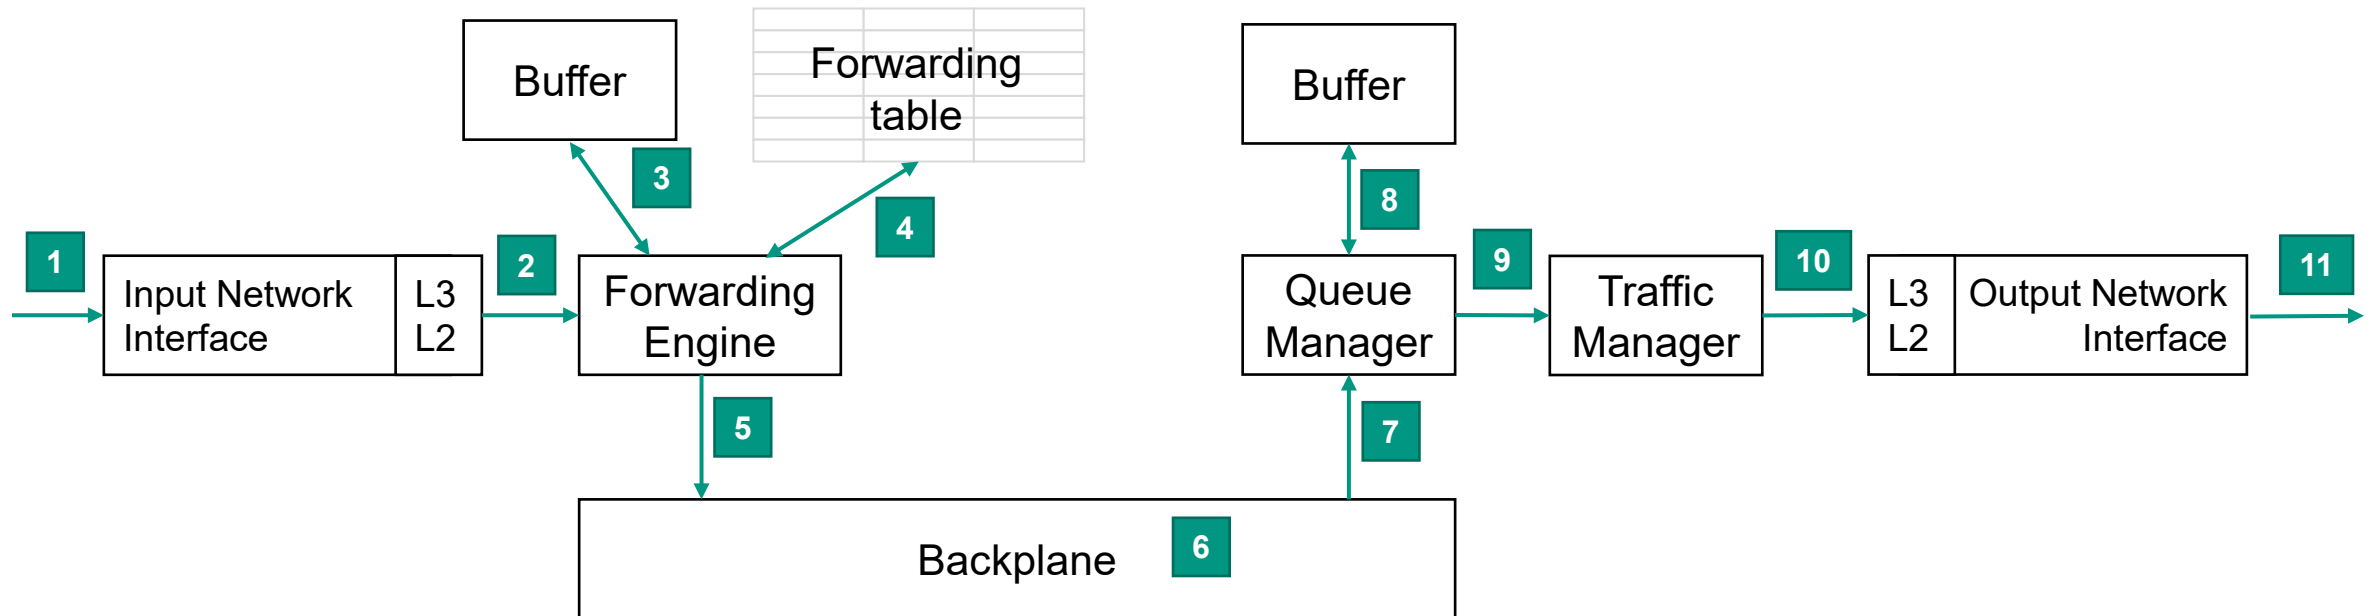 Buffer
Forwarding
table
Buffer
3
4
8
1
2
9
10
11
Input Network
Interface
L3
L2
Forwarding
Engine
Queue
Manager
Traffic
Manager
L3
L2
Output Network
Interface
5
7
6
Backplane